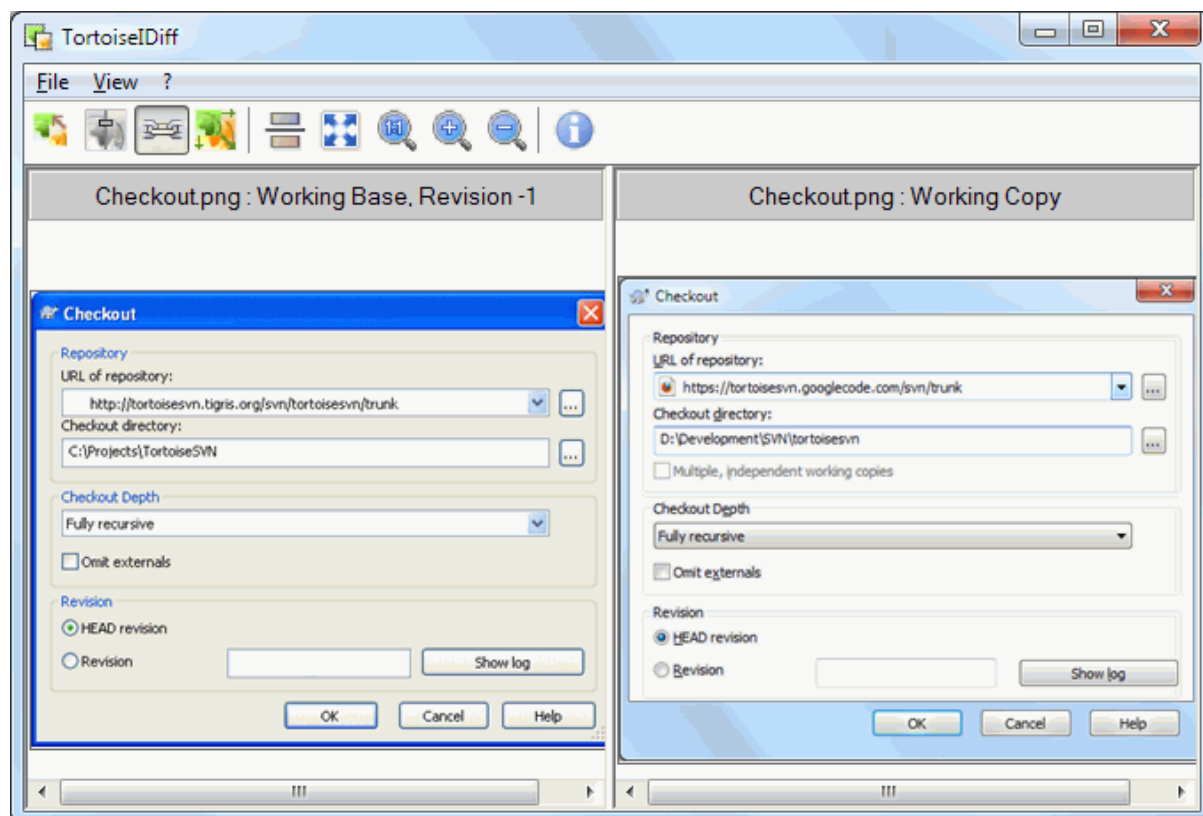 TortoiseIDiff
File View ?
1:1
Checkout.png : Working Base, Revision -1
Checkout
Repository
URL of repository:
http://tortoisesvn.tigris.org/svn/tortoisesvn/trunk
...
Checkout directory:
C:\Projects\TortoiseSVN
...
Checkout Depth
Fully recursive
Omit externals
Revision
HEAD revision
Revision
Show log
OK Cancel Help
Checkout.png : Working Copy
Checkout
Repository
URL of repository:
https://tortoisesvn.googlecode.com/svn/trunk
...
Checkout directory:
D:\Development\SVN\tortoisesvn
...
Multiple, independent working copies
Checkout Depth
Fully recursive
Omit externals
Revision
HEAD revision
Revision
Show log
OK Cancel Help